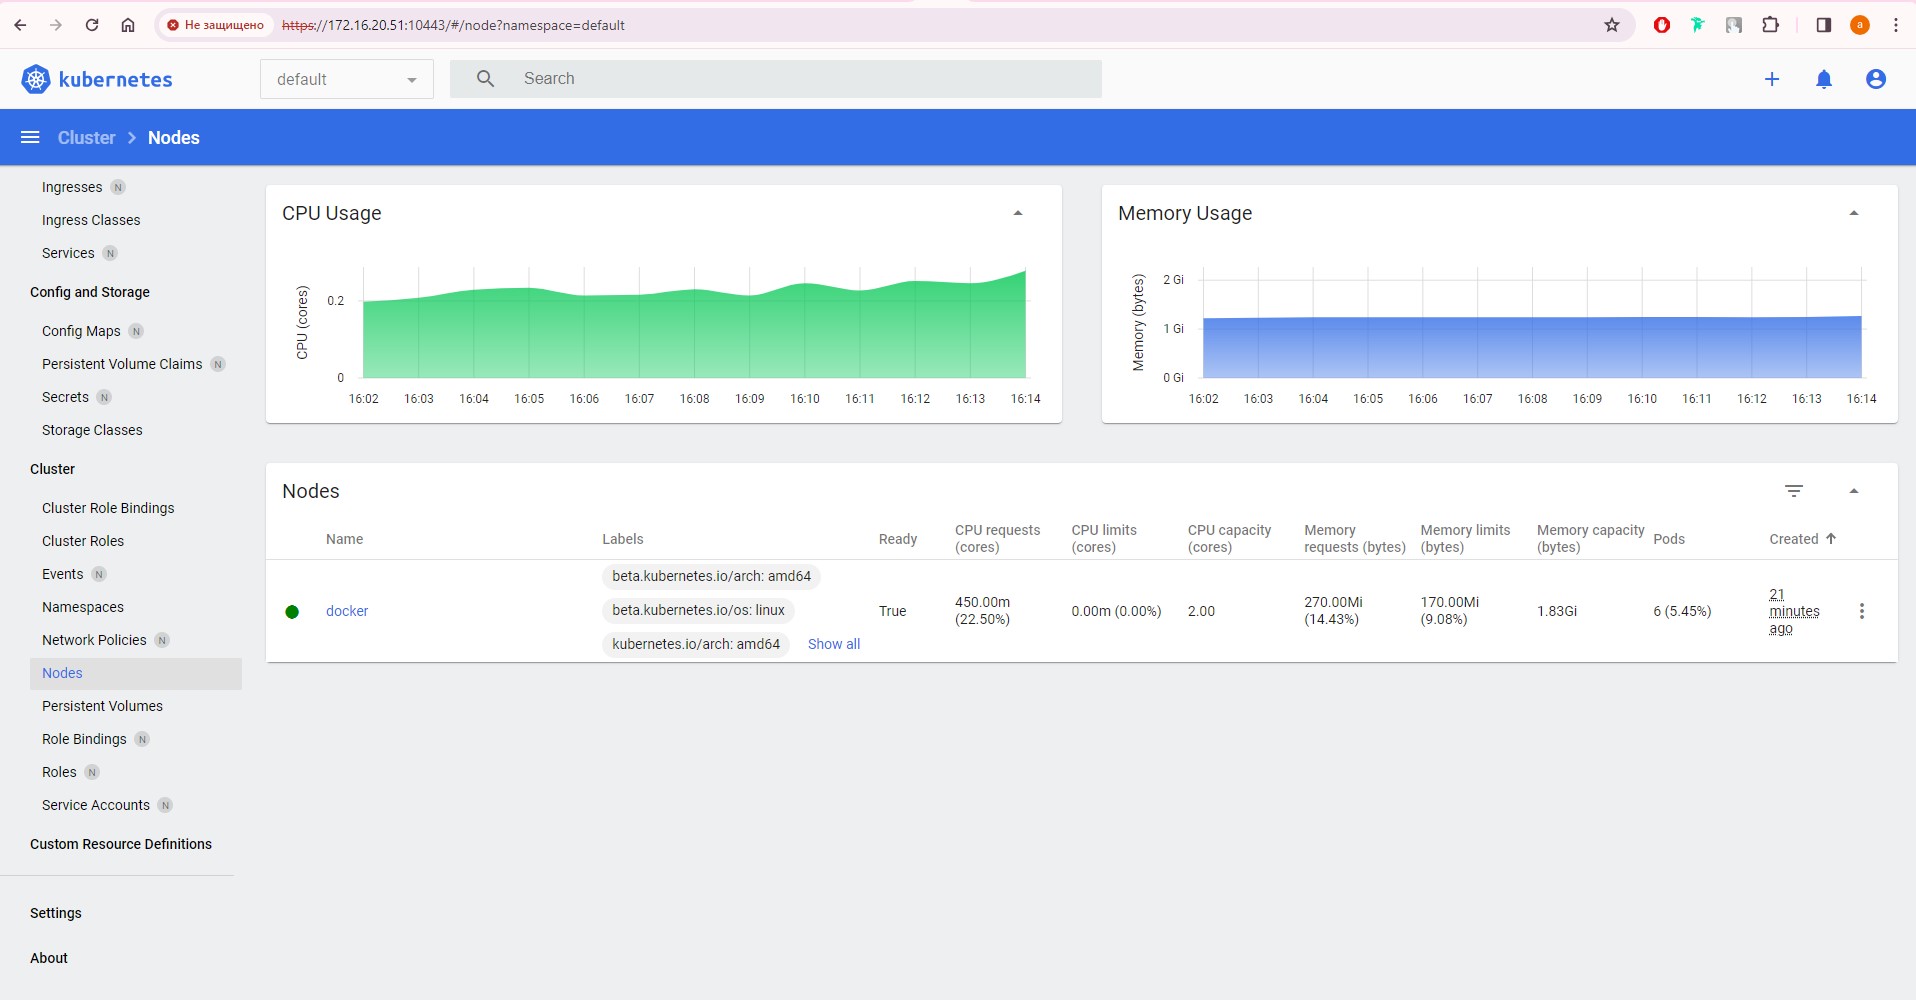 Не защищено https://172.16.20.51:10443/#/node?namespace=default
a
kubernetes
default
Search
Cluster
Nodes
Ingresses N
Ingress Classes
Services N
Config and Storage
Config Maps N
Persistent Volume Claims N
Secrets N
Storage Classes
Cluster
Cluster Role Bindings
Cluster Roles
Events N
Namespaces
Network Policies N
Nodes
Persistent Volumes
Role Bindings N
Roles N
Service Accounts N
Custom Resource Definitions
Settings
About
CPU Usage
CPU (cores)
0.2
0
16:02 16:03 16:04 16:05 16:06 16:07 16:08 16:09 16:10 16:11 16:12 16:13 16:14
Memory Usage
Memory (bytes)
2 Gi
1 Gi
0 Gi
16:02 16:03 16:04 16:05 16:06 16:07 16:08 16:09 16:10 16:11 16:12 16:13 16:14
Nodes
Name
Labels
Ready
CPU requests
(cores)
CPU limits
(cores)
CPU capacity
(cores)
Memory
requests (bytes)
Memory limits
(bytes)
Memory capacity
(bytes)
Pods
Created
docker
beta.kubernetes.io/arch: amd64
beta.kubernetes.io/os: linux
kubernetes.io/arch: amd64
Show all
True
450.00m
(22.50%)
0.00m (0.00%)
2.00
270.00Mi
(14.43%)
170.00Mi
(9.08%)
1.83Gi
6 (5.45%)
21
minutes
ago